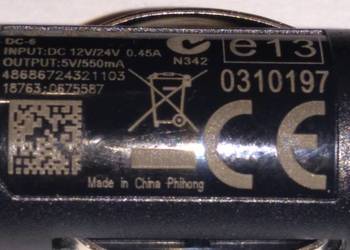 DC-6
INPUT:DC 12V/24V 0.45A
OUTPUT:5V/550mA
48686724321103
18763;0675587
N342
e13
0310197
CE
Made in China Phihong